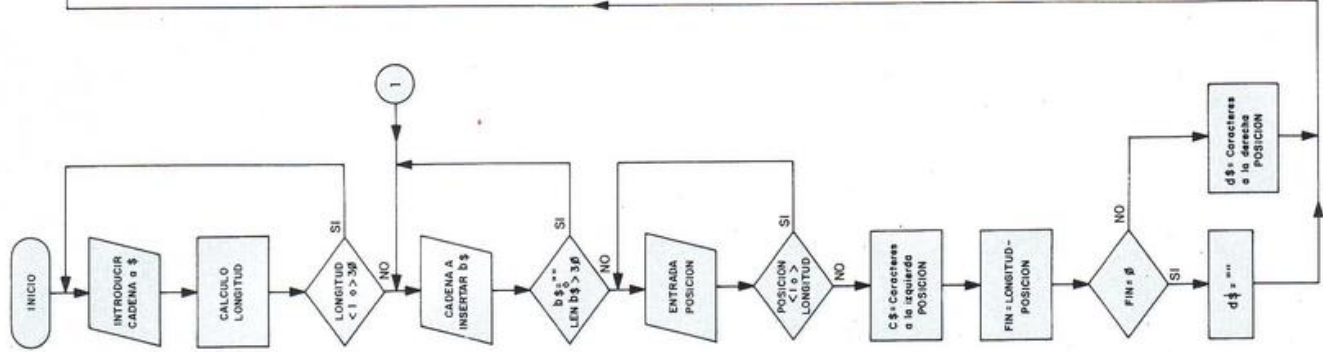 INICIO
INTRODUCIR
CADENA a $
CALCULO
LONGITUD
LONGITUD
< 1 o > 3Ø
SI
NO
1
CADENA A
INSERTAR b$
b$=""
o
LEN b$ > 3Ø
SI
NO
ENTRADA
POSICION
POSICION
< 1 o >
LONGITUD
SI
NO
C$=Caracteres
a la izquierda
POSICION
FIN=LONGITUD-
POSICION
FIN=Ø
NO
SI
d$=""
d$= Caracteres
a la derecha
POSICION